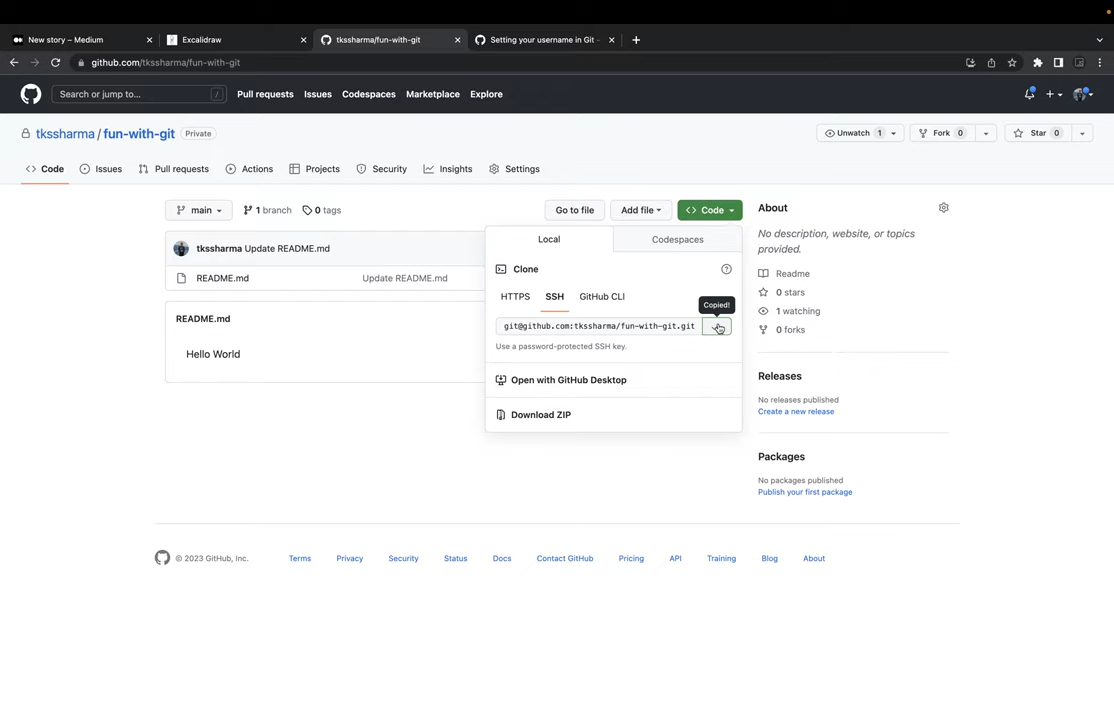 New story – Medium
Excalidraw
tkssharma/fun-with-git
Setting your username in Git -
github.com/tkssharma/fun-with-git
Search or jump to...
/
Pull requests
Issues
Codespaces
Marketplace
Explore
tkssharma / fun-with-git
Private
Unwatch 1
Fork 0
Star 0
Code
Issues
Pull requests
Actions
Projects
Security
Insights
Settings
main
1 branch
0 tags
Go to file
Add file
Code
About
No description, website, or topics
provided.
Readme
0 stars
1 watching
0 forks
tkssharma Update README.md
README.md
Update README.md
README.md
Hello World
Local
Codespaces
Clone
HTTPS
SSH
GitHub CLI
Copied!
git@github.com:tkssharma/fun-with-git.git
Use a password-protected SSH key.
Open with GitHub Desktop
Download ZIP
Releases
No releases published
Create a new release
Packages
No packages published
Publish your first package
© 2023 GitHub, Inc.
Terms
Privacy
Security
Status
Docs
Contact GitHub
Pricing
API
Training
Blog
About